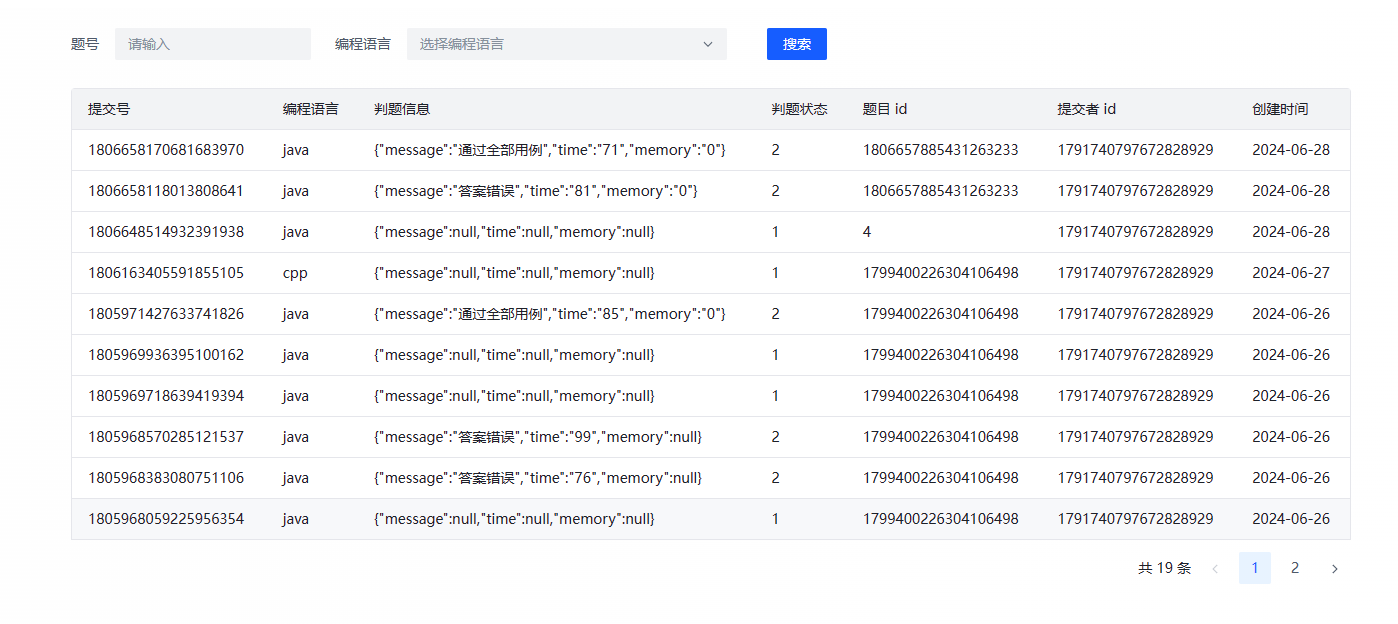 题号 请输入 编程语言 选择编程语言 搜索
提交号 编程语言 判题信息 判题状态 题目 id 提交者 id 创建时间
1806658170681683970 java {"message":"通过全部用例","time":"71","memory":"0"} 2 1806657885431263233 1791740797672828929 2024-06-28
1806658118013808641 java {"message":"答案错误","time":"81","memory":"0"} 2 1806657885431263233 1791740797672828929 2024-06-28
1806648514932391938 java {"message":null,"time":null,"memory":null} 1 4 1791740797672828929 2024-06-28
1806163405591855105 cpp {"message":null,"time":null,"memory":null} 1 1799400226304106498 1791740797672828929 2024-06-27
1805971427633741826 java {"message":"通过全部用例","time":"85","memory":"0"} 2 1799400226304106498 1791740797672828929 2024-06-26
1805969936395100162 java {"message":null,"time":null,"memory":null} 1 1799400226304106498 1791740797672828929 2024-06-26
1805969718639419394 java {"message":null,"time":null,"memory":null} 1 1799400226304106498 1791740797672828929 2024-06-26
1805968570285121537 java {"message":"答案错误","time":"99","memory":null} 2 1799400226304106498 1791740797672828929 2024-06-26
1805968383080751106 java {"message":"答案错误","time":"76","memory":null} 2 1799400226304106498 1791740797672828929 2024-06-26
1805968059225956354 java {"message":null,"time":null,"memory":null} 1 1799400226304106498 1791740797672828929 2024-06-26
共 19 条 1 2